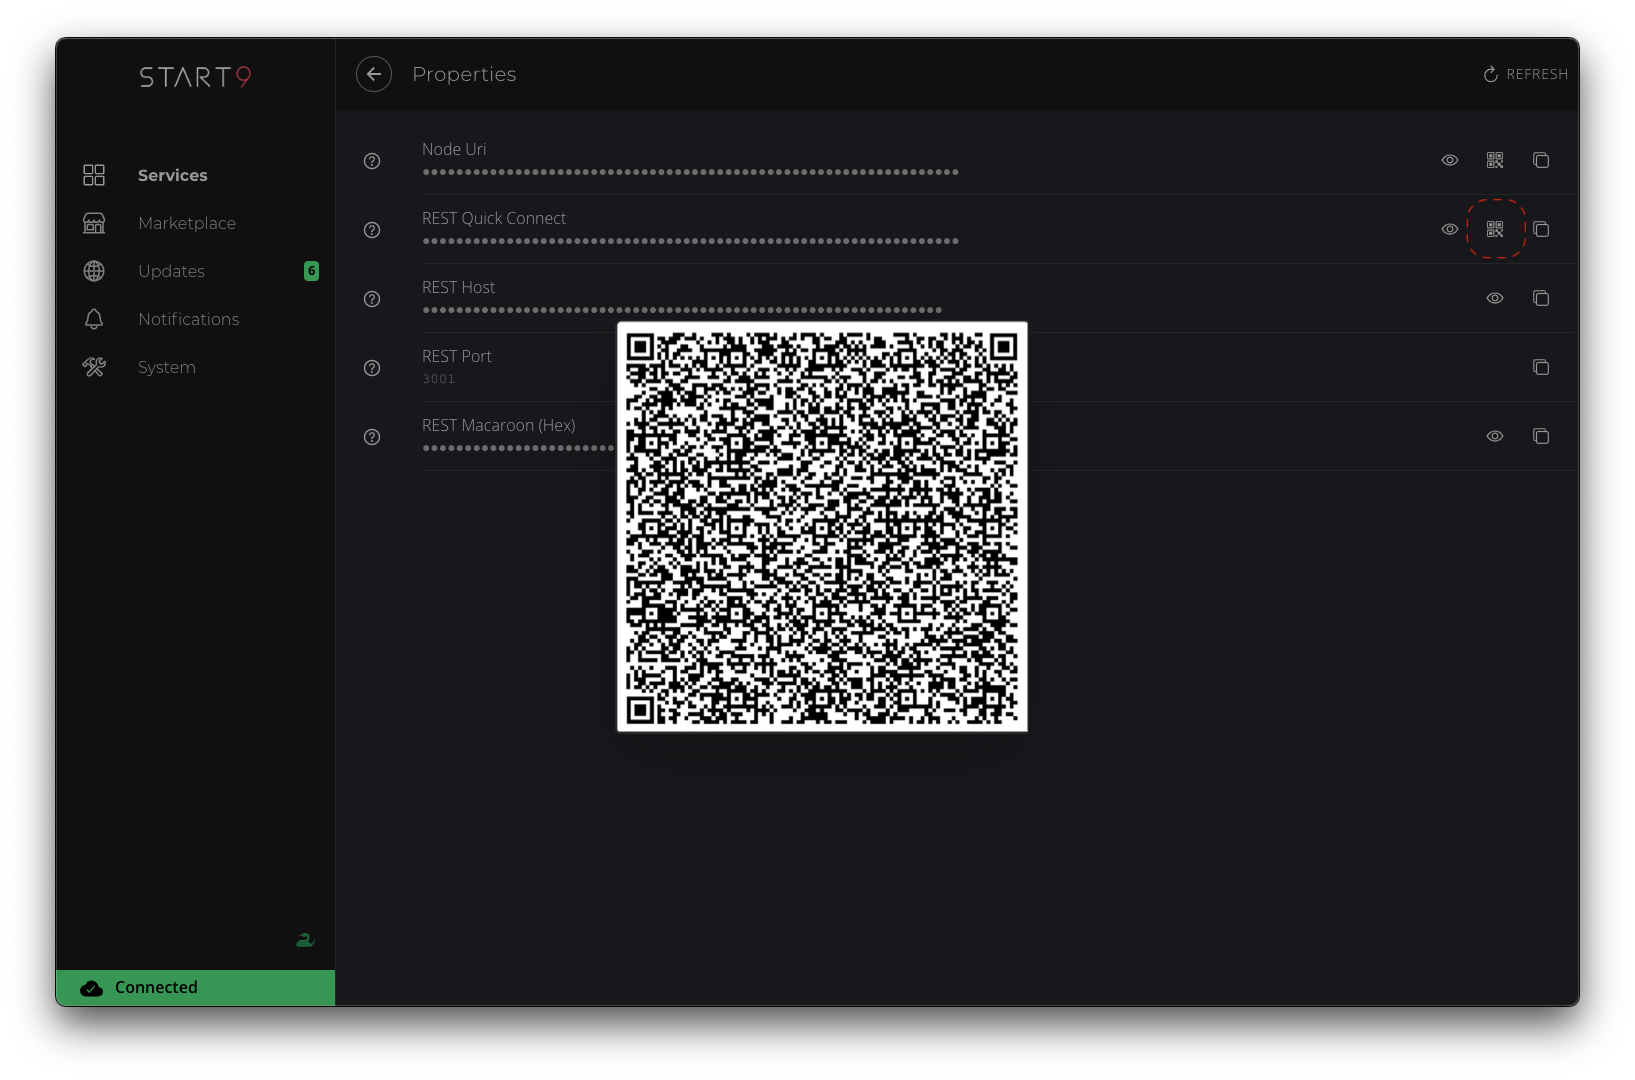 START9
Properties
REFRESH
Services
Marketplace
Updates
6
Notifications
System
Node Uri
REST Quick Connect
REST Host
REST Port
3001
REST Macaroon (Hex)
Connected